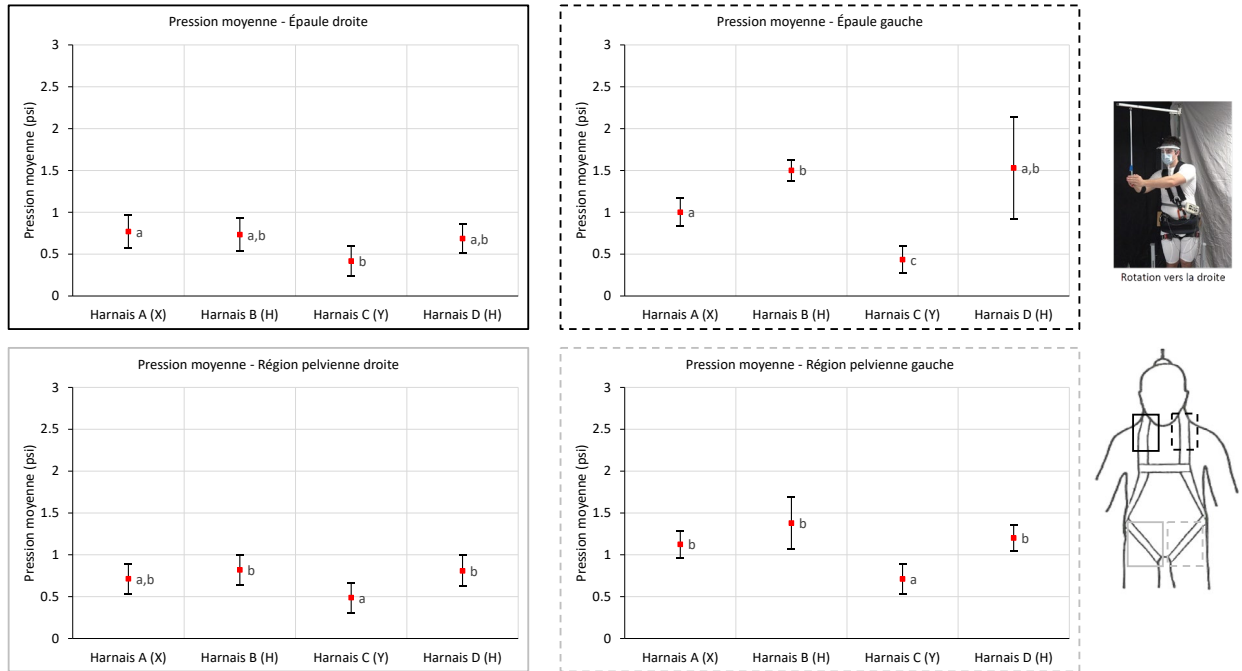 Pression moyenne - Épaule droite
Pression moyenne (psi)
3
2.5
2
1.5
1
0.5
0
a
a,b
b
a,b
Harnais A (X)
Harnais B (H)
Harnais C (Y)
Harnais D (H)
Pression moyenne - Épaule gauche
Pression moyenne (psi)
3
2.5
2
1.5
1
0.5
0
a
b
c
a,b
Harnais A (X)
Harnais B (H)
Harnais C (Y)
Harnais D (H)
Rotation vers la droite
Pression moyenne - Région pelvienne droite
Pression moyenne (psi)
3
2.5
2
1.5
1
0.5
0
a,b
b
a
b
Harnais A (X)
Harnais B (H)
Harnais C (Y)
Harnais D (H)
Pression moyenne - Région pelvienne gauche
Pression moyenne (psi)
3
2.5
2
1.5
1
0.5
0
b
b
a
b
Harnais A (X)
Harnais B (H)
Harnais C (Y)
Harnais D (H)